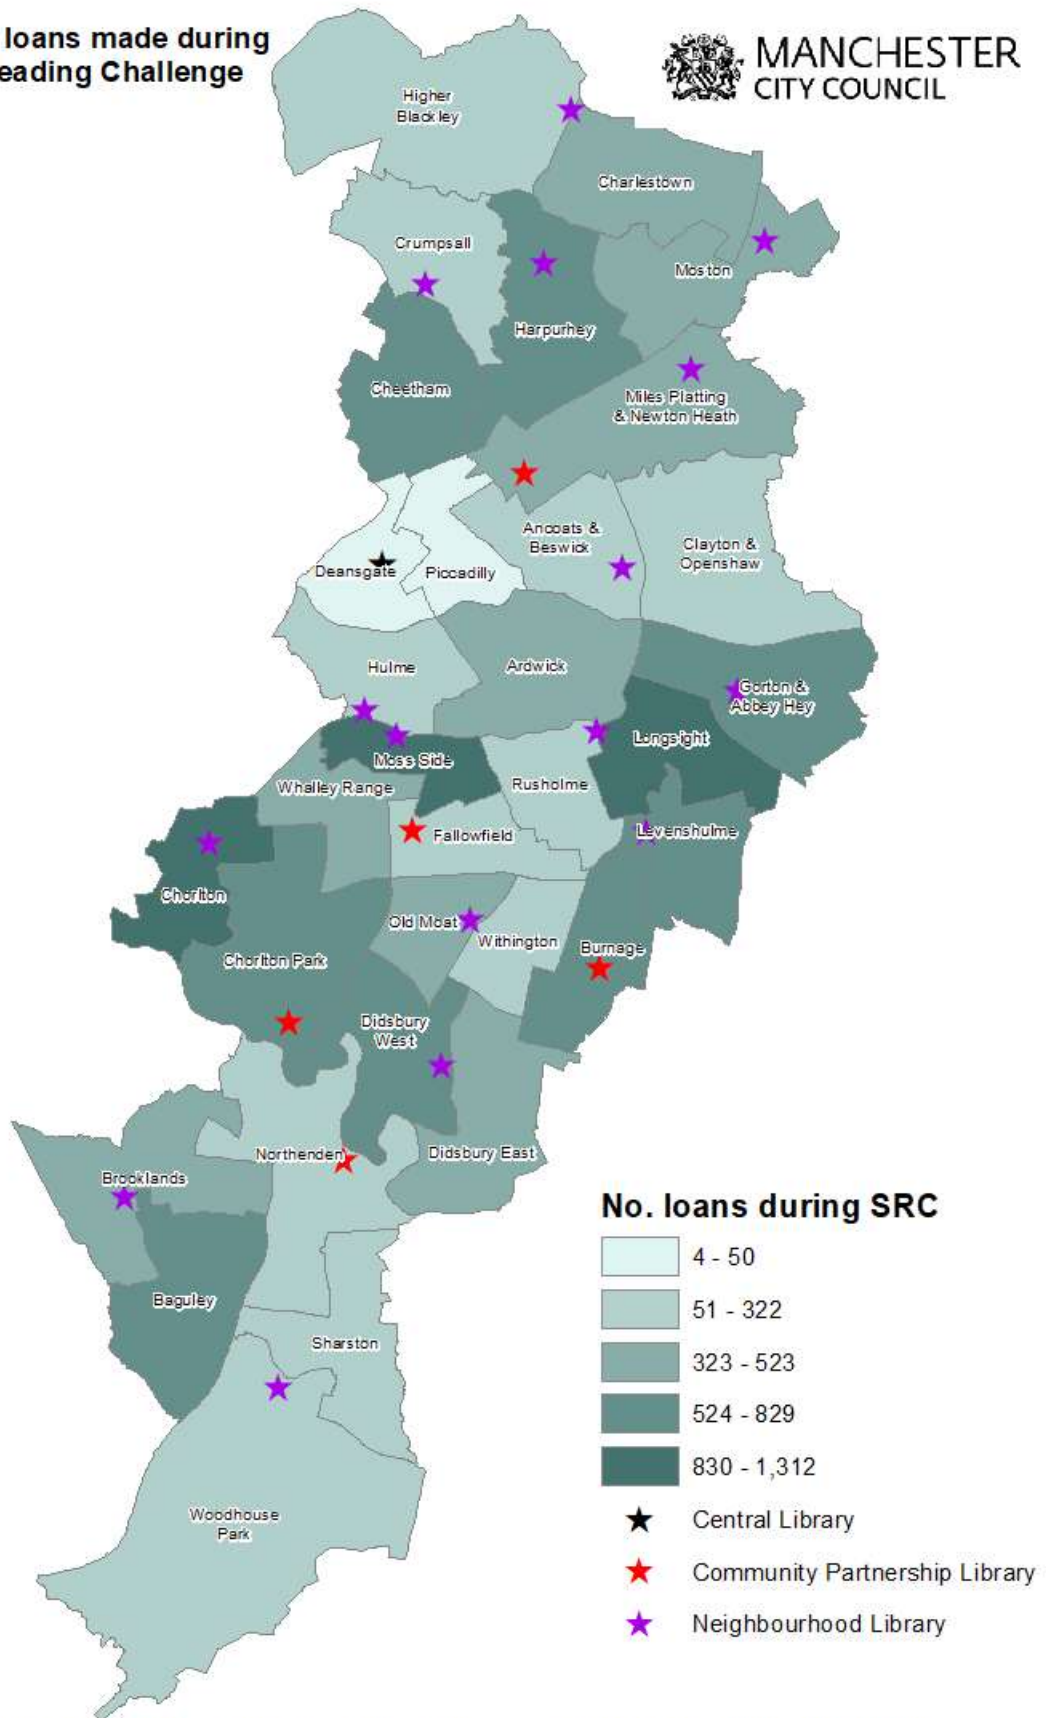 loans made during
eading Challenge
MANCHESTER
CITY COUNCIL
Higher
Blackley
Charlestown
Crumpsall
Moston
Harpurhey
Cheetham
Miles Platting
& Newton Heath
Ancoats &
Beswick
Clayton &
Openshaw
Deansgate
Piccadilly
Hulme
Ardwick
Gorton &
Abbey Hey
Longsight
Moss Side
Whalley Range
Rusholme
Fallowfield
Levenshulme
Chorlton
Old Moat
Withington
Burnage
Chorlton Park
Didsbury
West
Northenden
Didsbury East
Brooklands
Baguley
Sharston
Woodhouse
Park
No. loans during SRC
4 - 50
51 - 322
323 - 523
524 - 829
830 - 1,312
Central Library
Community Partnership Library
Neighbourhood Library